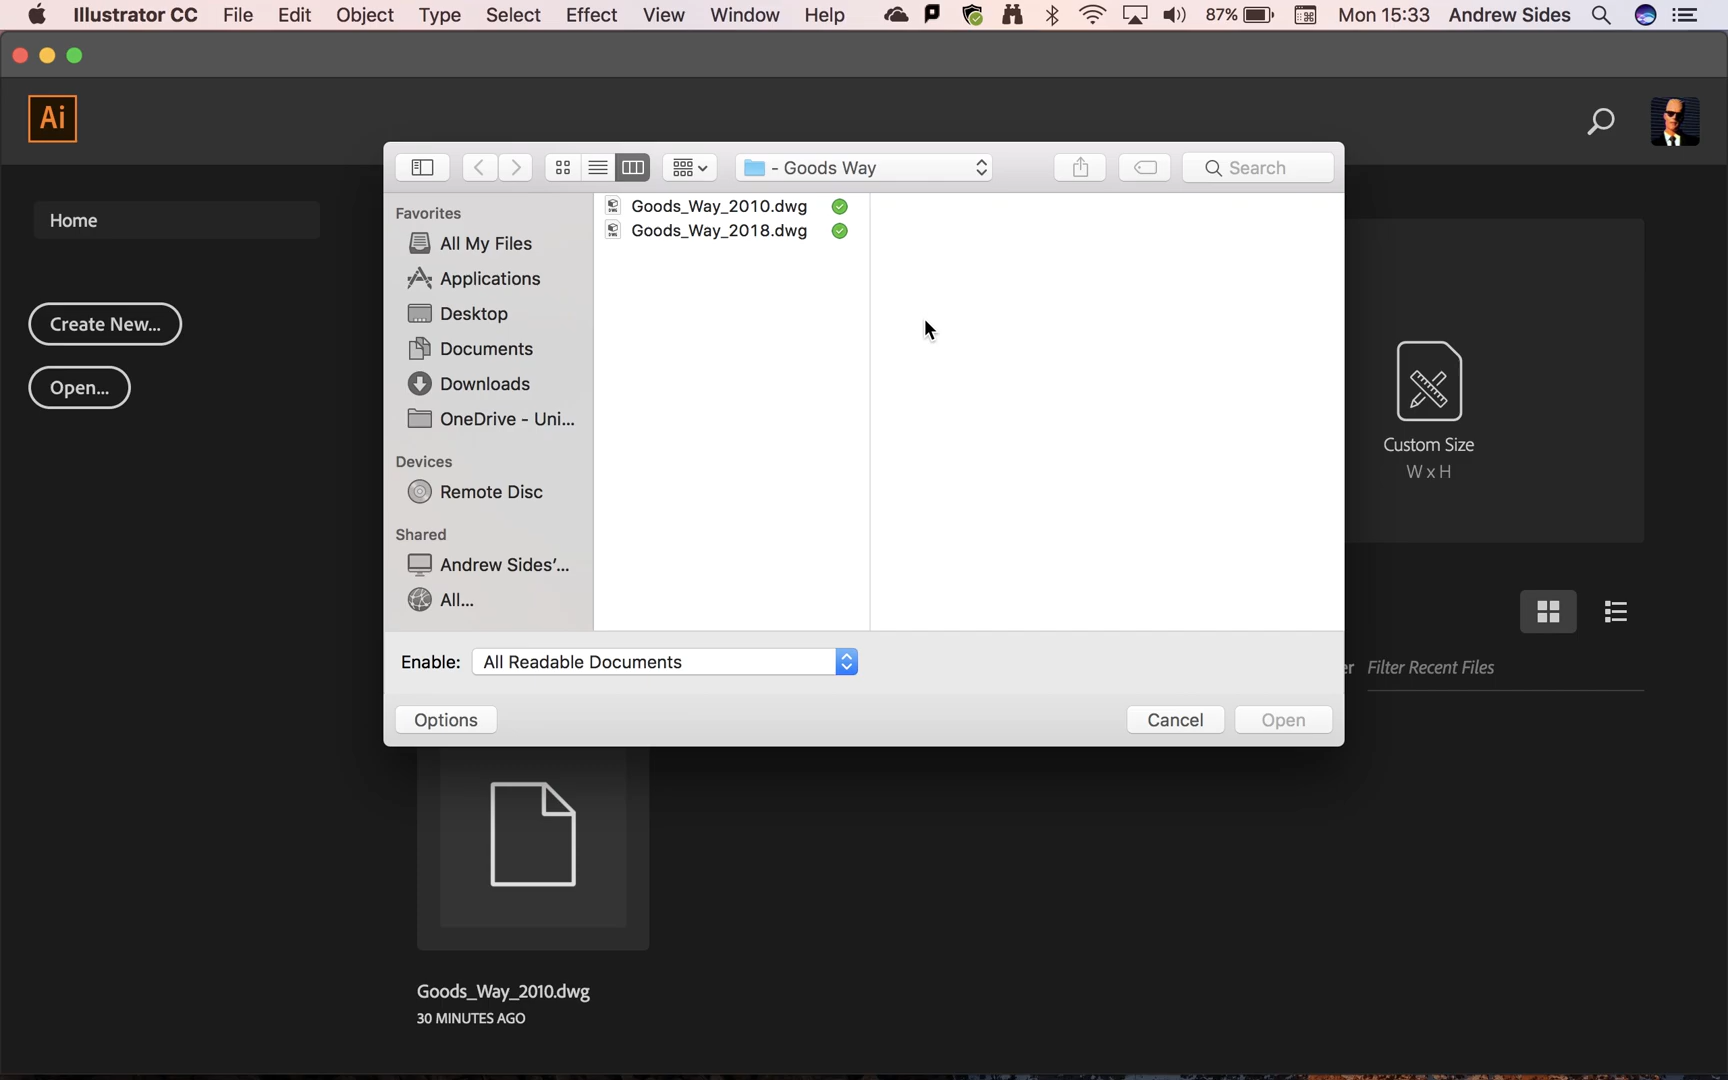 Illustrator CC File Edit Object Type Select Effect View Window Help 87% Mon 15:33 Andrew Sides
Ai
- Goods Way
Search
Home
Create New...
Open...
Favorites
All My Files
Applications
Desktop
Documents
Downloads
OneDrive - Uni...
Devices
Remote Disc
Shared
Andrew Sides’...
All...
Goods_Way_2010.dwg
Goods_Way_2018.dwg
Custom Size
W x H
Enable: All Readable Documents
er Filter Recent Files
Options
Cancel
Open
Goods_Way_2010.dwg
30 MINUTES AGO